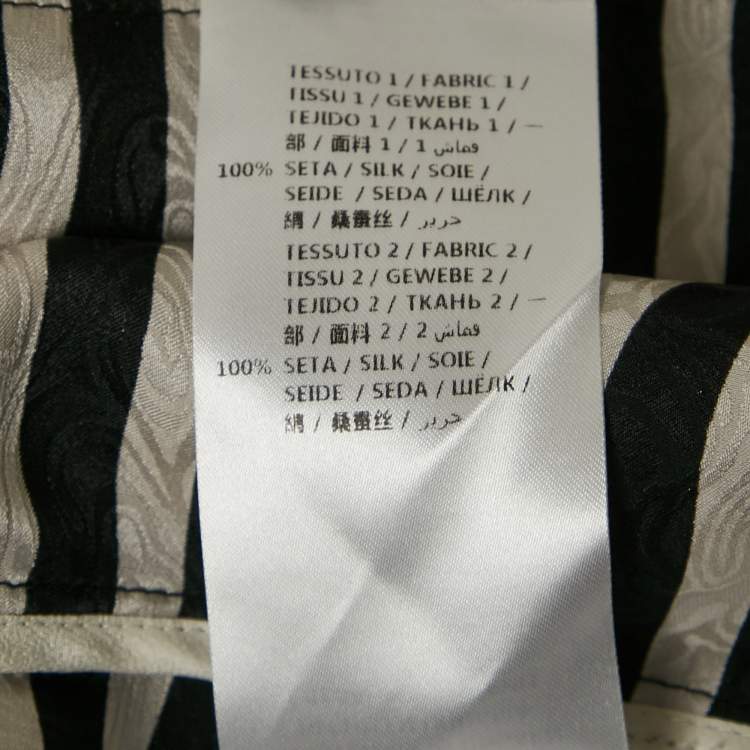 TESSUTO 1 / FABRIC 1 /
TISSU 1 / GEWEBE 1 /
TEJIDO 1 / ТКАНЬ 1 / 一
部 / 面料 1 / 1 قماش
100% SETA / SILK / SOIE /
SEIDE / SEDA / ШЁЛК /
絹 / 桑蚕丝 / حرير
TESSUTO 2 / FABRIC 2 /
TISSU 2 / GEWEBE 2 /
TEJIDO 2 / ТКАНЬ 2 / 一
部 / 面料 2 / 2 قماش
100% SETA / SILK / SOIE /
SEIDE / SEDA / ШЁЛК /
絹 / 桑蚕丝 / حرير